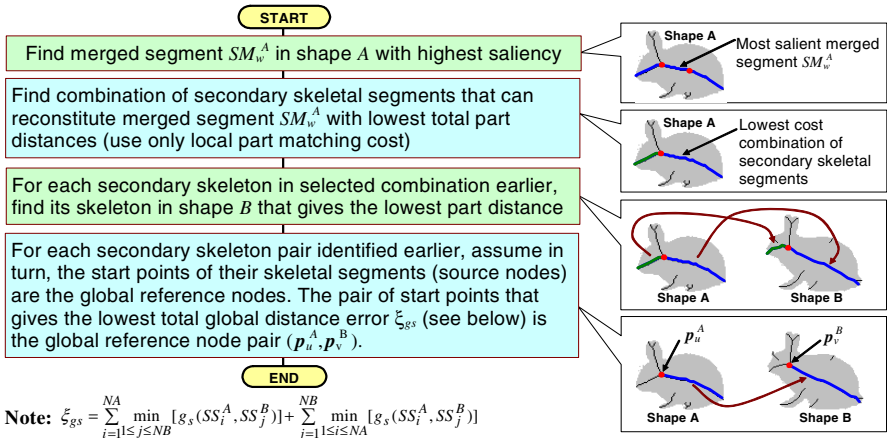 START
Find merged segment SM_w^A in shape A with highest saliency
Find combination of secondary skeletal segments that can
reconstitute merged segment SM_w^A with lowest total part
distances (use only local part matching cost)
For each secondary skeleton in selected combination earlier,
find its skeleton in shape B that gives the lowest part distance
For each secondary skeleton pair identified earlier, assume in
turn, the start points of their skeletal segments (source nodes)
are the global reference nodes. The pair of start points that
gives the lowest total global distance error ξ_gs (see below) is
the global reference node pair (p_u^A, p_v^B).
END
Note: ξ_gs = ∑_{i=1}^{NA} min_{1≤j≤NB} [g_s(SS_i^A, SS_j^B)] + ∑_{i=1}^{NB} min_{1≤i≤NA} [g_s(SS_i^A, SS_j^B)]
Shape A
Most salient merged
segment SM_w^A
Shape A
Lowest cost
combination of
secondary skeletal
segments
Shape A
Shape B
p_u^A
p_v^B
Shape A
Shape B